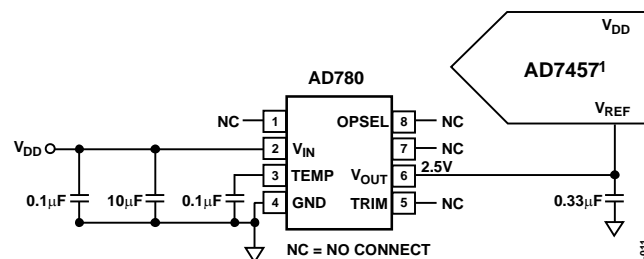 VDD
AD780
AD7457¹
NC
1
OPSEL
8
NC
VREF
VDD
2
VIN
7
NC
3
TEMP
VOUT
6
2.5V
0.1µF
10µF
0.1µF
4
GND
TRIM
5
NC
0.33µF
NC = NO CONNECT
011